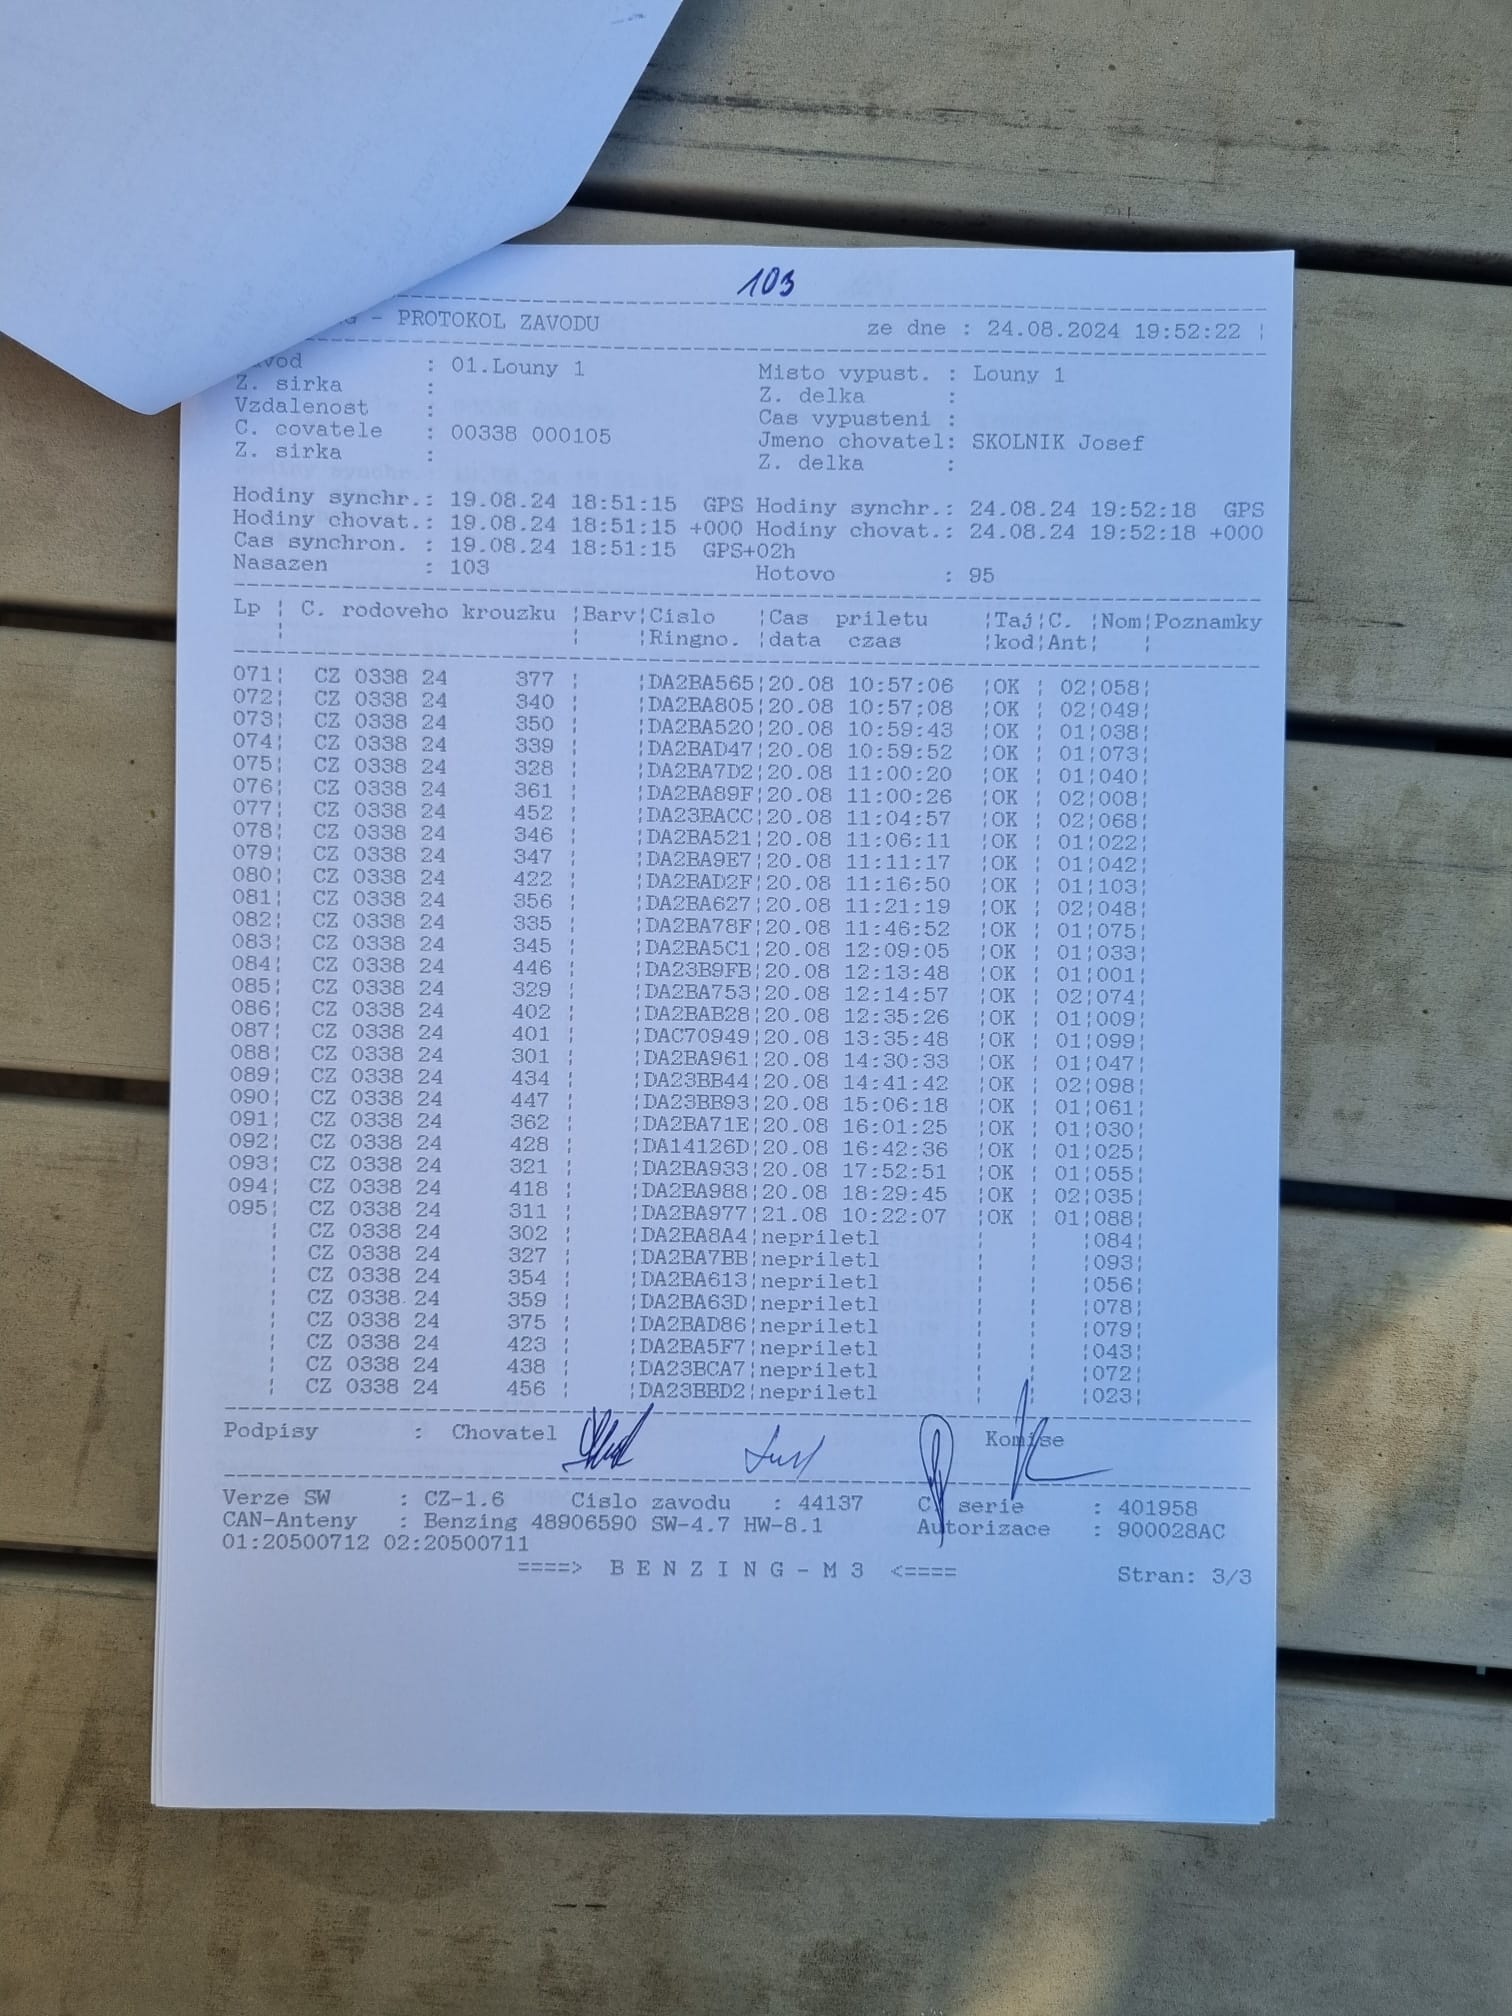 103
- PROTOKOL ZAVODU ze dne : 24.08.2024 19:52:22 ¦
: 01.Louny 1 Misto vypust. : Louny 1
Z. sirka : Z. delka :
Vzdalenost : Cas vypusteni :
C. covatele : 00338 000105 Jmeno chovatel: SKOLNIK Josef
Z. sirka : Z. delka :
Hodiny synchr.: 19.08.24 18:51:15 GPS Hodiny synchr.: 24.08.24 19:52:18 GPS
Hodiny chovat.: 19.08.24 18:51:15 +000 Hodiny chovat.: 24.08.24 19:52:18 +000
Cas synchron. : 19.08.24 18:51:15 GPS+02h
Nasazen : 103 Hotovo : 95
Lp ¦ C. rodoveho krouzku ¦Barv¦Cislo ¦Cas priletu ¦Taj¦C. ¦Nom¦Poznamky
¦ ¦ ¦Ringno. ¦data czas ¦kod¦Ant¦ ¦
071¦ CZ 0338 24 377 ¦ ¦DA2BA565¦20.08 10:57:06 ¦OK ¦ 02¦058¦
072¦ CZ 0338 24 340 ¦ ¦DA2BA805¦20.08 10:57:08 ¦OK ¦ 02¦049¦
073¦ CZ 0338 24 350 ¦ ¦DA2BA520¦20.08 10:59:43 ¦OK ¦ 01¦038¦
074¦ CZ 0338 24 339 ¦ ¦DA2BAD47¦20.08 10:59:52 ¦OK ¦ 01¦073¦
075¦ CZ 0338 24 328 ¦ ¦DA2BA7D2¦20.08 11:00:20 ¦OK ¦ 01¦040¦
076¦ CZ 0338 24 361 ¦ ¦DA2BA89F¦20.08 11:00:26 ¦OK ¦ 02¦008¦
077¦ CZ 0338 24 452 ¦ ¦DA23BACC¦20.08 11:04:57 ¦OK ¦ 02¦068¦
078¦ CZ 0338 24 346 ¦ ¦DA2BA521¦20.08 11:06:11 ¦OK ¦ 01¦022¦
079¦ CZ 0338 24 347 ¦ ¦DA2BA9E7¦20.08 11:11:17 ¦OK ¦ 01¦042¦
080¦ CZ 0338 24 422 ¦ ¦DA2BAD2F¦20.08 11:16:50 ¦OK ¦ 01¦103¦
081¦ CZ 0338 24 356 ¦ ¦DA2BA627¦20.08 11:21:19 ¦OK ¦ 02¦048¦
082¦ CZ 0338 24 335 ¦ ¦DA2BA78F¦20.08 11:46:52 ¦OK ¦ 01¦075¦
083¦ CZ 0338 24 345 ¦ ¦DA2BA5C1¦20.08 12:09:05 ¦OK ¦ 01¦033¦
084¦ CZ 0338 24 446 ¦ ¦DA23B9FB¦20.08 12:13:48 ¦OK ¦ 01¦001¦
085¦ CZ 0338 24 329 ¦ ¦DA2BA753¦20.08 12:14:57 ¦OK ¦ 02¦074¦
086¦ CZ 0338 24 402 ¦ ¦DA2BAB28¦20.08 12:35:26 ¦OK ¦ 01¦009¦
087¦ CZ 0338 24 401 ¦ ¦DAC70949¦20.08 13:35:48 ¦OK ¦ 01¦099¦
088¦ CZ 0338 24 301 ¦ ¦DA2BA961¦20.08 14:30:33 ¦OK ¦ 01¦047¦
089¦ CZ 0338 24 434 ¦ ¦DA23BB44¦20.08 14:41:42 ¦OK ¦ 02¦098¦
090¦ CZ 0338 24 447 ¦ ¦DA23BB93¦20.08 15:06:18 ¦OK ¦ 01¦061¦
091¦ CZ 0338 24 362 ¦ ¦DA2BA71E¦20.08 16:01:25 ¦OK ¦ 01¦030¦
092¦ CZ 0338 24 428 ¦ ¦DA14126D¦20.08 16:42:36 ¦OK ¦ 01¦025¦
093¦ CZ 0338 24 321 ¦ ¦DA2BA933¦20.08 17:52:51 ¦OK ¦ 01¦055¦
094¦ CZ 0338 24 418 ¦ ¦DA2BA988¦20.08 18:29:45 ¦OK ¦ 02¦035¦
095¦ CZ 0338 24 311 ¦ ¦DA2BA977¦21.08 10:22:07 ¦OK ¦ 01¦088¦
¦ CZ 0338 24 302 ¦ ¦DA2BA8A4¦nepriletl ¦ ¦ ¦084¦
¦ CZ 0338 24 327 ¦ ¦DA2BA7BB¦nepriletl ¦ ¦ ¦093¦
¦ CZ 0338 24 354 ¦ ¦DA2BA613¦nepriletl ¦ ¦ ¦056¦
¦ CZ 0338 24 359 ¦ ¦DA2BA63D¦nepriletl ¦ ¦ ¦078¦
¦ CZ 0338 24 375 ¦ ¦DA2BAD86¦nepriletl ¦ ¦ ¦079¦
¦ CZ 0338 24 423 ¦ ¦DA2BA5F7¦nepriletl ¦ ¦ ¦043¦
¦ CZ 0338 24 438 ¦ ¦DA23BCA7¦nepriletl ¦ ¦ ¦072¦
¦ CZ 0338 24 456 ¦ ¦DA23BBD2¦nepriletl ¦ ¦ ¦023¦
Podpisy : Chovatel Komise
Verze SW : CZ-1.6 Cislo zavodu : 44137 C. serie : 401958
CAN-Anteny : Benzing 48906590 SW-4.7 HW-8.1 Autorizace : 900028AC
01:20500712 02:20500711
====> B E N Z I N G - M 3 <==== Stran: 3/3